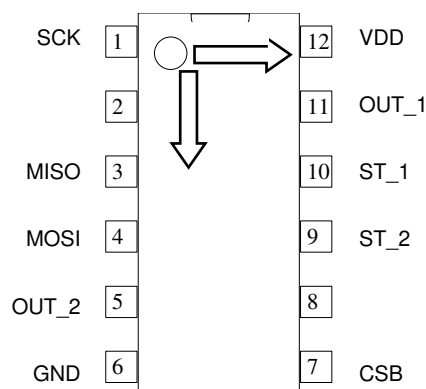 SCK 1 12 VDD
2 11 OUT_1
MISO 3 10 ST_1
MOSI 4 9 ST_2
OUT_2 5 8
GND 6 7 CSB